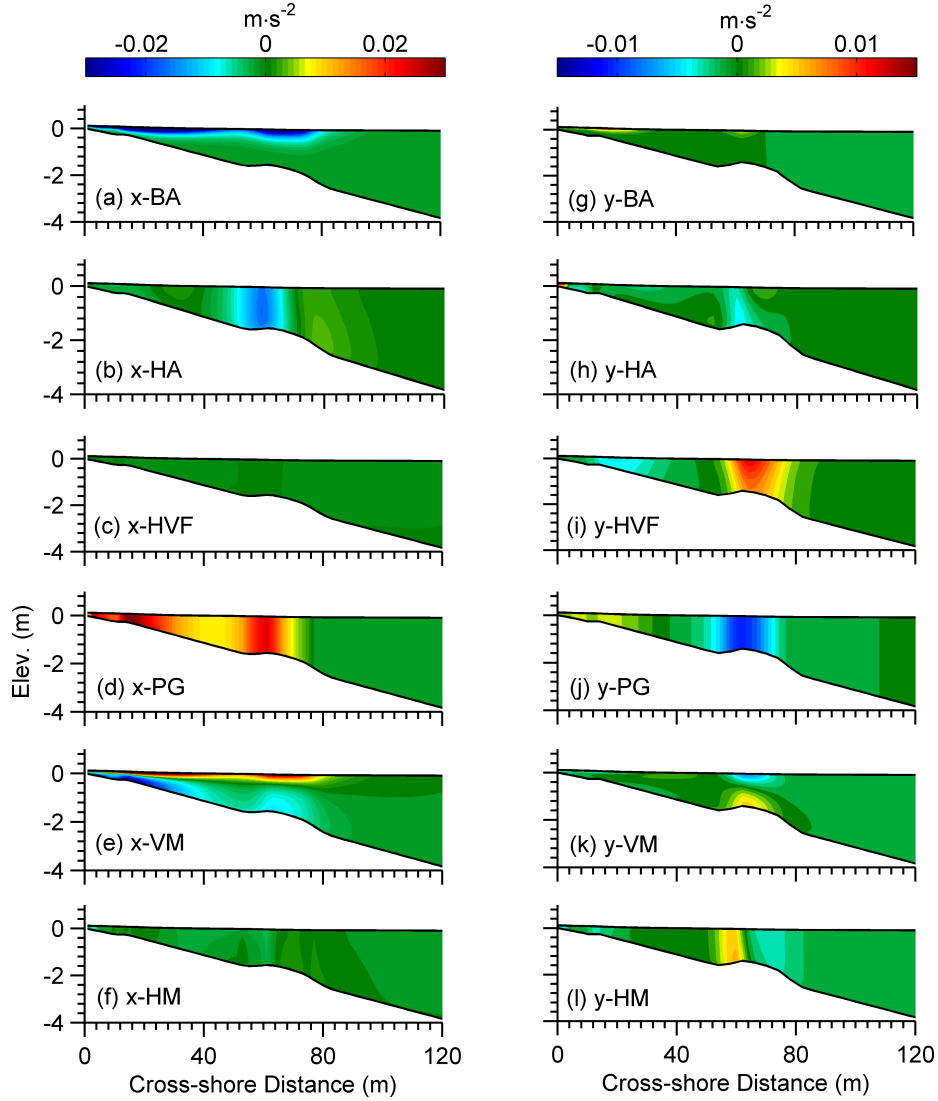 m·s-2 m·s-2
-0.02 0 0.02 -0.01 0 0.01
0
-2
(a) x-BA (g) y-BA
-4
0
-2
(b) x-HA (h) y-HA
-4
0
-2
(c) x-HVF (i) y-HVF
-4
0
-2
(d) x-PG (j) y-PG
-4
0
-2
(e) x-VM (k) y-VM
-4
0
-2
(f) x-HM (l) y-HM
-4
Elev. (m)
0 40 80 120 0 40 80 120
Cross-shore Distance (m) Cross-shore Distance (m)